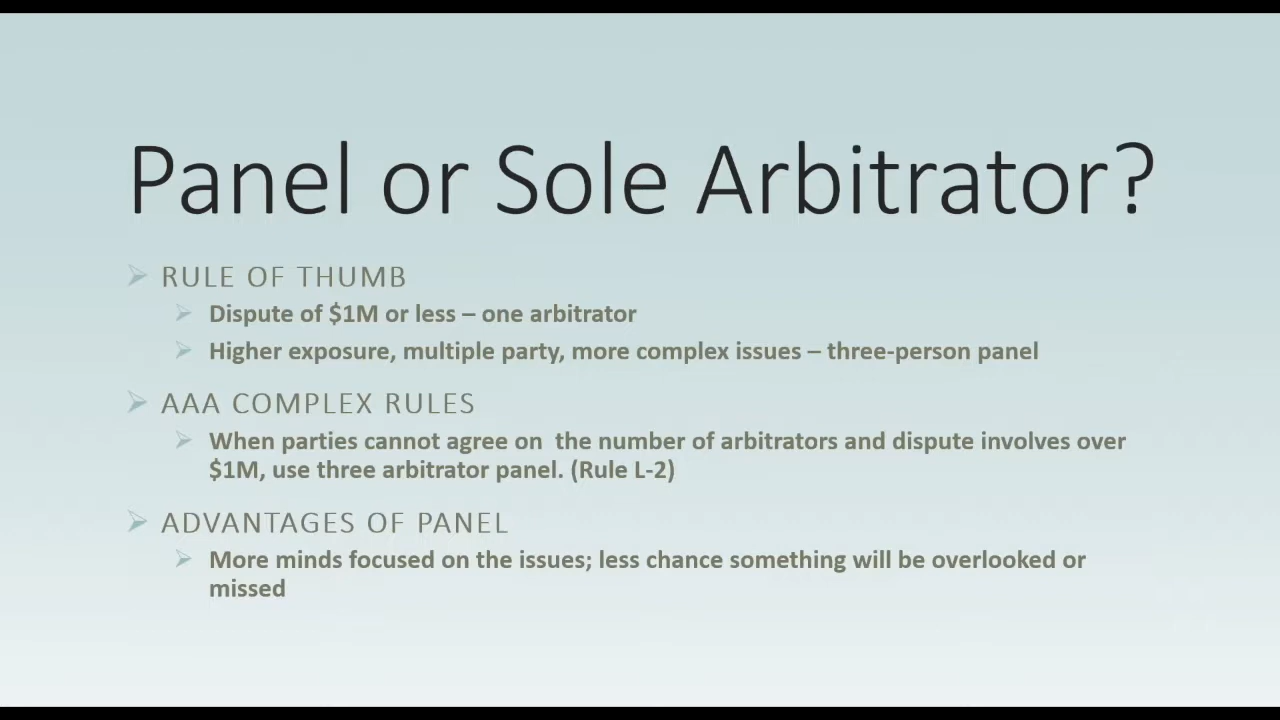 Panel or Sole Arbitrator?
RULE OF THUMB
Dispute of $1M or less – one arbitrator
Higher exposure, multiple party, more complex issues – three-person panel
AAA COMPLEX RULES
When parties cannot agree on  the number of arbitrators and dispute involves over
$1M, use three arbitrator panel. (Rule L-2)
ADVANTAGES OF PANEL
More minds focused on the issues; less chance something will be overlooked or
missed